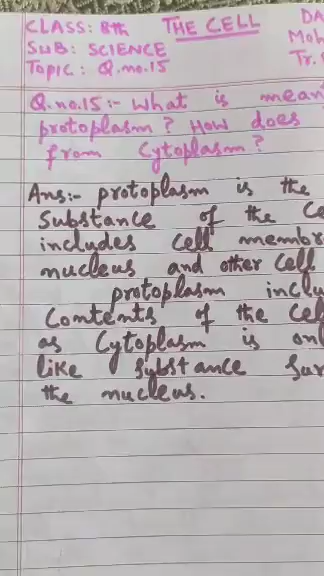 CLASS: 8th THE CELL DA
SUB: SCIENCE Moh
TOPIC: Q.no.15 Tr.
Q.no.15:- What is mean
protoplasm? How does
from Cytoplasm?
Ans:- protoplasm is the
Substance of the Ce
includes cell membr
nucleus and other cell
protoplasm inclu
Contents of the Cel
as Cytoplasm is on
like substance Sur
the nucleus.